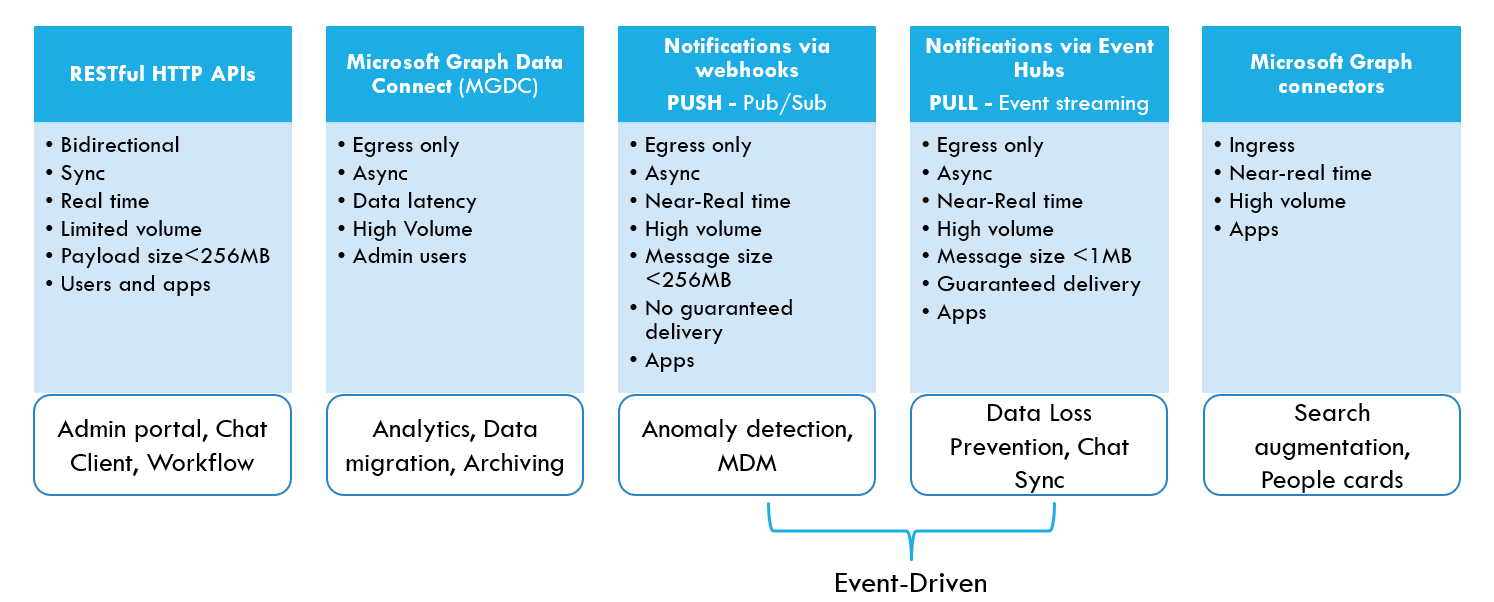 RESTful HTTP APIs
• Bidirectional
• Sync
• Real time
• Limited volume
• Payload size<256MB
• Users and apps
Admin portal, Chat
Client, Workflow
Microsoft Graph Data
Connect (MGDC)
• Egress only
• Async
• Data latency
• High Volume
• Admin users
Analytics, Data
migration, Archiving
Notifications via
webhooks
PUSH - Pub/Sub
• Egress only
• Async
• Near-Real time
• High volume
• Message size
<256MB
• No guaranteed
delivery
• Apps
Anomaly detection,
MDM
Notifications via Event
Hubs
PULL - Event streaming
• Egress only
• Async
• Near-Real time
• High volume
• Message size <1MB
• Guaranteed delivery
• Apps
Data Loss
Prevention, Chat
Sync
Microsoft Graph
connectors
• Ingress
• Near-real time
• High volume
• Apps
Search
augmentation,
People cards
Event-Driven